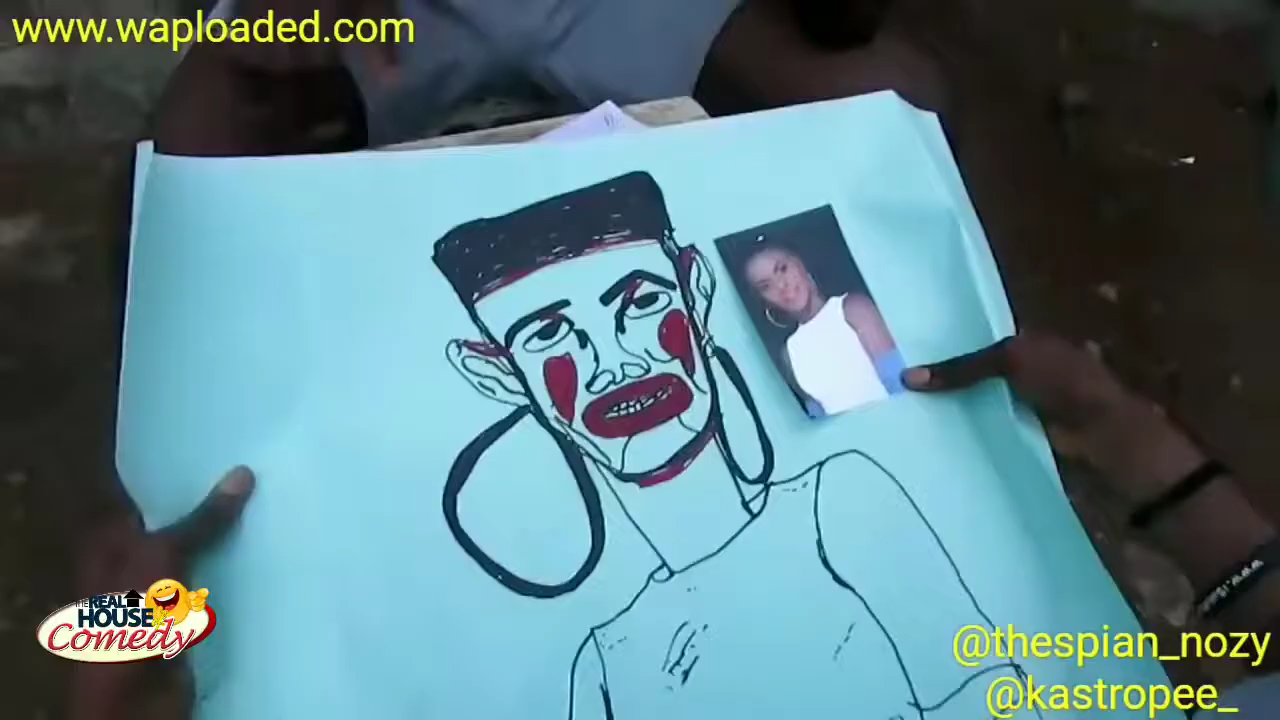 www.waploaded.com
THE REAL
HOUSE
Comedy
@thespian_nozy
@kastropee_